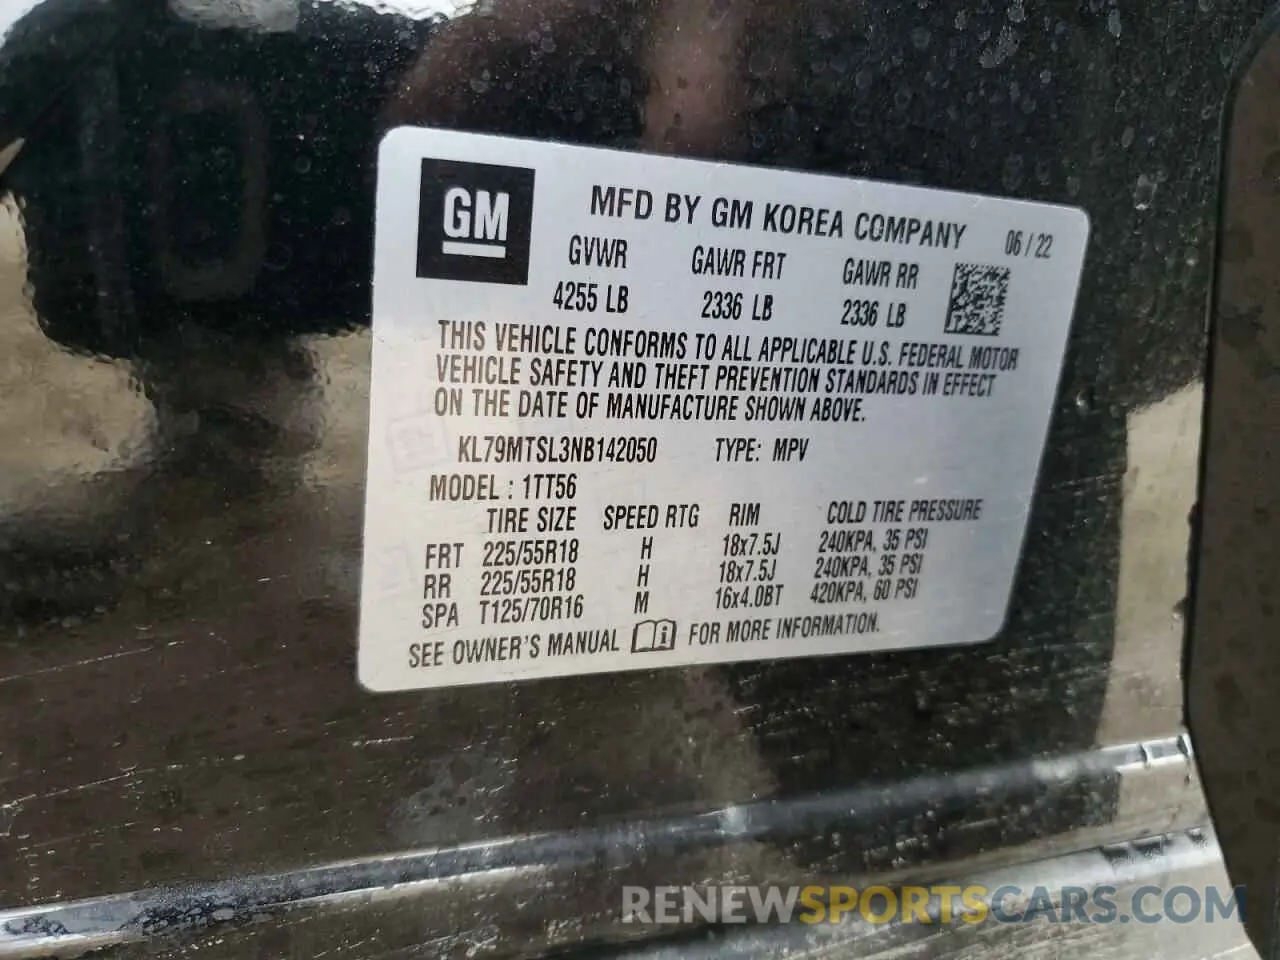 GM
MFD BY GM KOREA COMPANY 06/22
GVWR GAWR FRT GAWR RR
4255 LB 2336 LB 2336 LB
THIS VEHICLE CONFORMS TO ALL APPLICABLE U.S. FEDERAL MOTOR
VEHICLE SAFETY AND THEFT PREVENTION STANDARDS IN EFFECT
ON THE DATE OF MANUFACTURE SHOWN ABOVE.
KL79MTSL3NB142050 TYPE: MPV
MODEL : 1TT56
TIRE SIZE SPEED RTG RIM COLD TIRE PRESSURE
FRT 225/55R18 H 18x7.5J 240KPA, 35 PSI
RR 225/55R18 H 18x7.5J 240KPA, 35 PSI
SPA T125/70R16 M 16x4.0BT 420KPA, 60 PSI
SEE OWNER'S MANUAL FOR MORE INFORMATION.
RENEWSPORTSCARS.COM